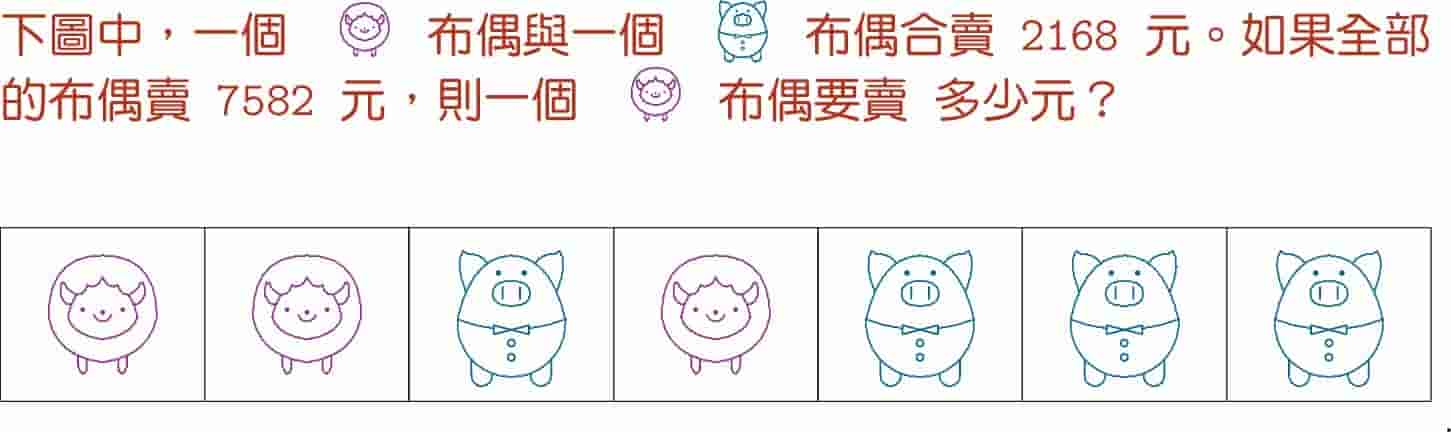 下圖中，一個 布偶與一個 布偶合賣 2168 元。如果全部
的布偶賣 7582 元，則一個 布偶要賣 多少元？